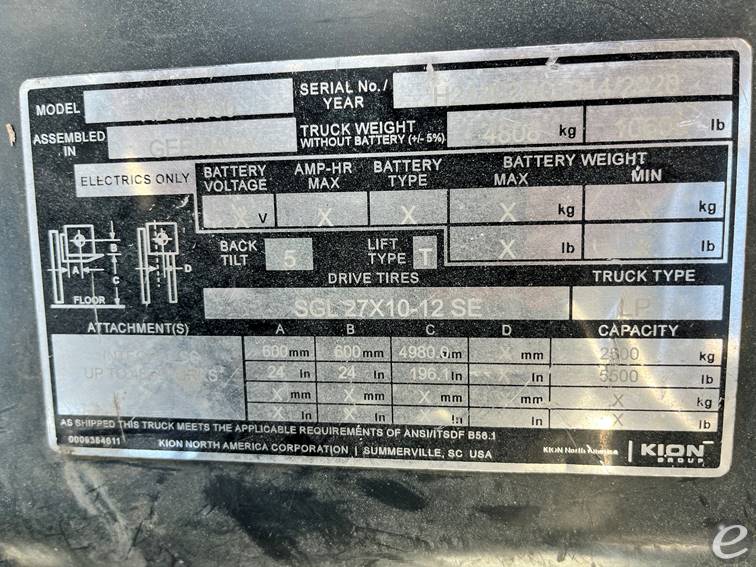 MODEL
SERIAL No./
YEAR
ASSEMBLED
IN
TRUCK WEIGHT
WITHOUT BATTERY (+/- 5%)
4808 kg
lb
ELECTRICS ONLY
BATTERY VOLTAGE
AMP-HR MAX
BATTERY TYPE
BATTERY WEIGHT
MAX MIN
X V X X X kg X kg
X lb X lb
BACK TILT 5
LIFT TYPE T
A B C D
FLOOR
DRIVE TIRES
TRUCK TYPE
SGL 27X10-12 SE
LP
ATTACHMENT(S) A B C D CAPACITY
600 mm 600 mm mm X mm 2500 kg
24 In 24 In 196.1 In X In 5500 lb
X mm X mm X mm X mm X kg
X In X In In X In X lb
AS SHIPPED THIS TRUCK MEETS THE APPLICABLE REQUIREMENTS OF ANSI/ITSDF B56.1
0009384611
KION NORTH AMERICA CORPORATION | SUMMERVILLE, SC USA
KION North America | KION
GROUP
e